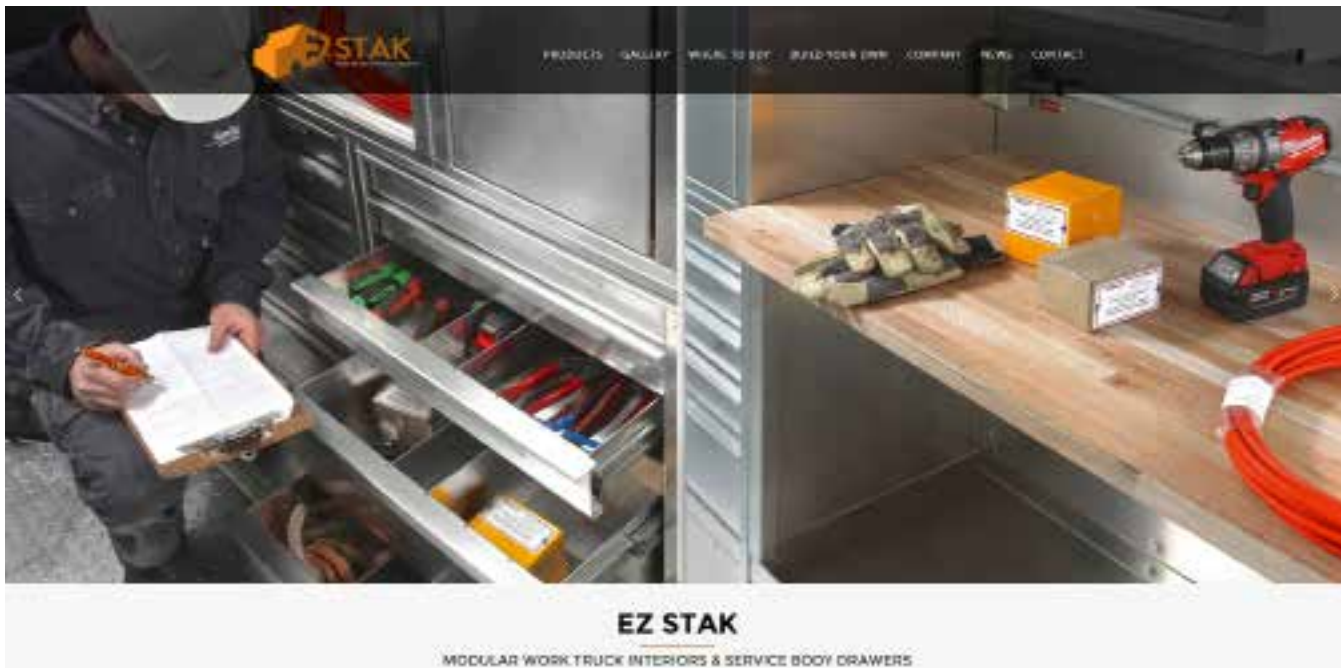 EZ STAK
PRODUCTS GALLERY WHERE TO BUY BUILD YOUR OWN COMPANY NEWS CONTACT
EZ STAK
MODULAR WORK TRUCK INTERIORS & SERVICE BODY DRAWERS